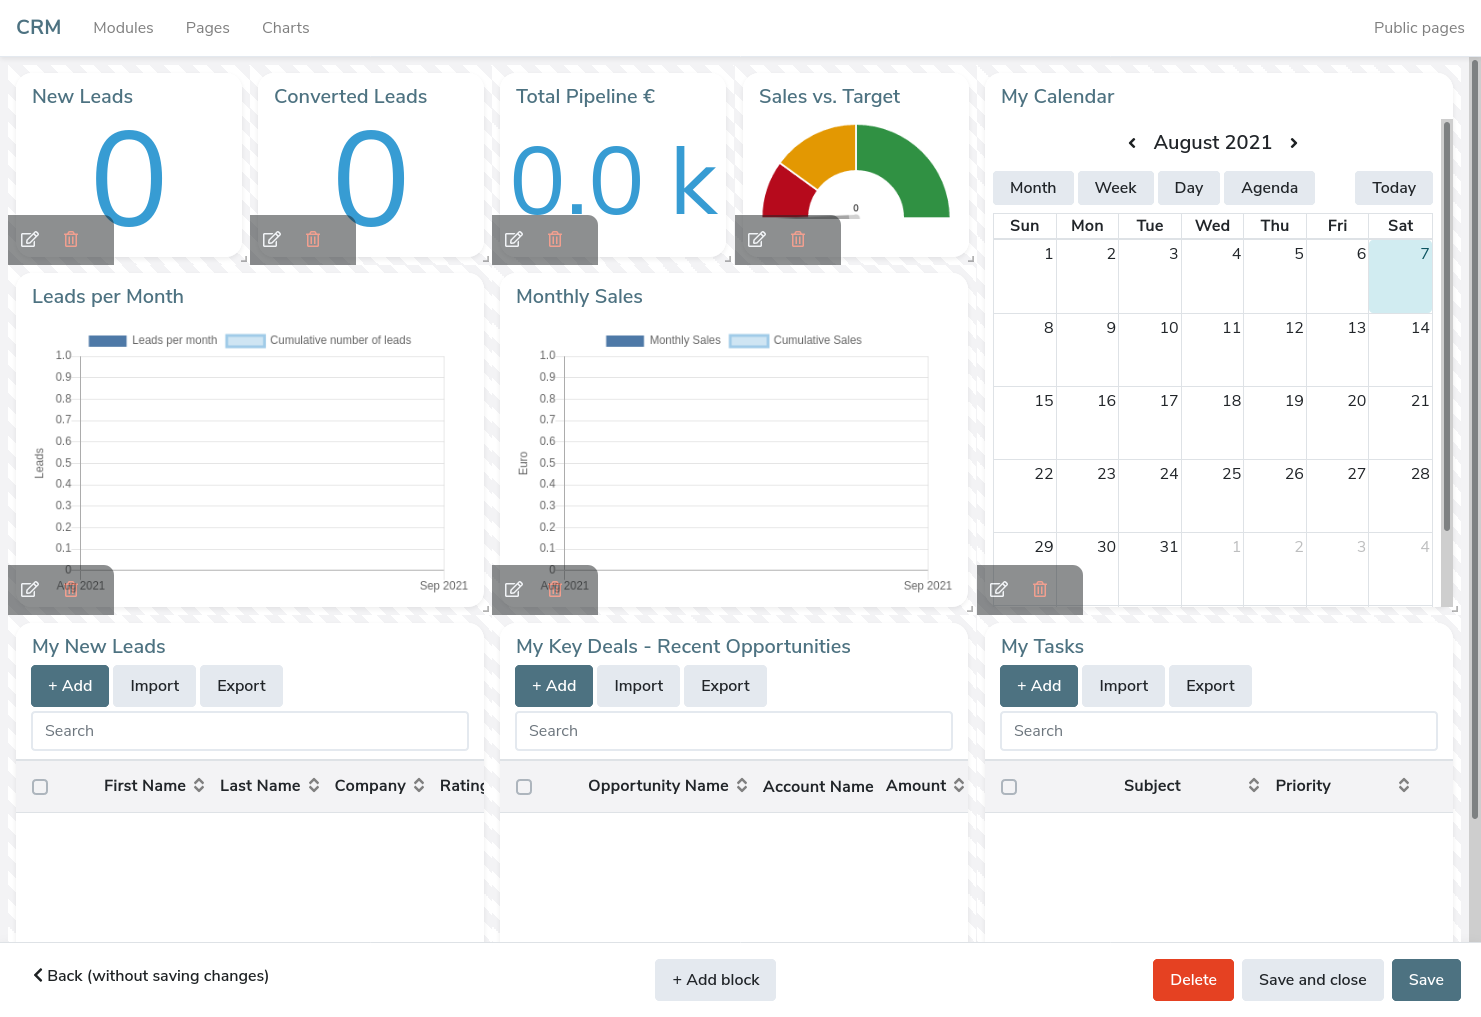 CRM Modules Pages Charts Public pages
New Leads
0
Converted Leads
0
Total Pipeline €
0.0 k
Sales vs. Target
0
My Calendar
August 2021
Month Week Day Agenda Today
Sun Mon Tue Wed Thu Fri Sat
1 2 3 4 5 6 7
8 9 10 11 12 13 14
15 16 17 18 19 20 21
22 23 24 25 26 27 28
29 30 31 1 2 3 4
Leads per Month
Leads per month Cumulative number of leads
1.0
0.9
0.8
0.7
0.6
0.5
0.4
0.3
0.2
0.1
0
Leads
Aug 2021 Sep 2021
Monthly Sales
Monthly Sales Cumulative Sales
1.0
0.9
0.8
0.7
0.6
0.5
0.4
0.3
0.2
0.1
0
Euro
Aug 2021 Sep 2021
My New Leads
+ Add Import Export
Search
First Name Last Name Company Rating
My Key Deals - Recent Opportunities
+ Add Import Export
Search
Opportunity Name Account Name Amount
My Tasks
+ Add Import Export
Search
Subject Priority
Back (without saving changes) + Add block Delete Save and close Save